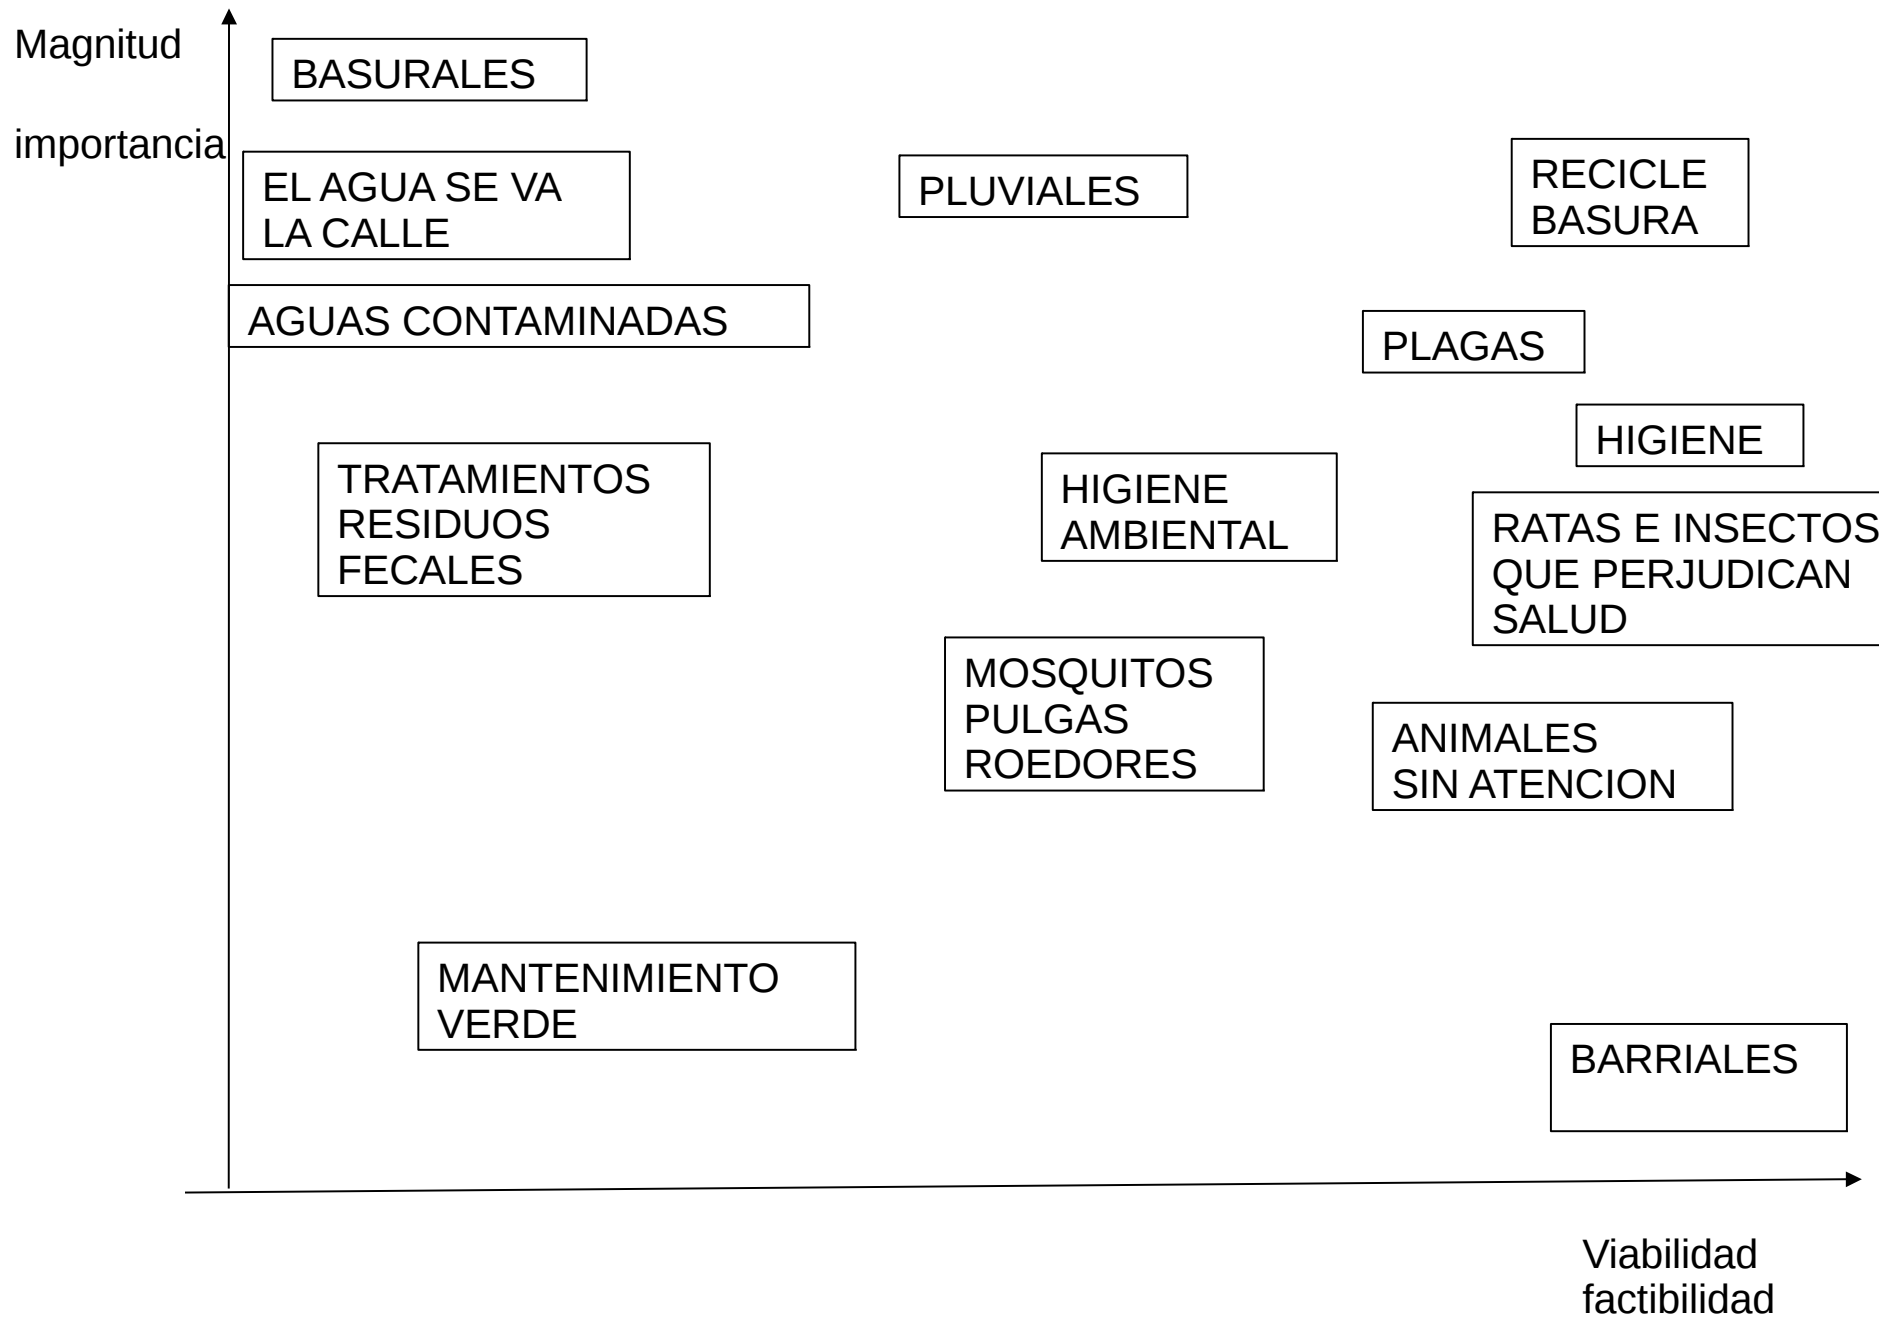 Magnitud
importancia
BASURALES
EL AGUA SE VA
LA CALLE
PLUVIALES
RECICLE
BASURA
AGUAS CONTAMINADAS
PLAGAS
HIGIENE
TRATAMIENTOS
RESIDUOS
FECALES
HIGIENE
AMBIENTAL
RATAS E INSECTOS
QUE PERJUDICAN
SALUD
MOSQUITOS
PULGAS
ROEDORES
ANIMALES
SIN ATENCION
MANTENIMIENTO
VERDE
BARRIALES
Viabilidad
factibilidad